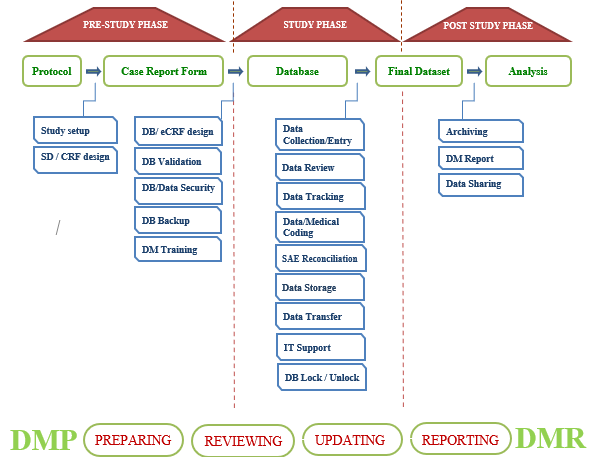 PRE-STUDY PHASE
STUDY PHASE
POST STUDY PHASE
Protocol
Case Report Form
Database
Final Dataset
Analysis
Study setup
SD / CRF design
DB/ eCRF design
DB Validation
DB/Data Security
DB Backup
DM Training
Data
Collection/Entry
Data Review
Data Tracking
Data/Medical
Coding
SAE Reconciliation
Data Storage
Data Transfer
IT Support
DB Lock / Unlock
Archiving
DM Report
Data Sharing
/
DMP
PREPARING
REVIEWING
UPDATING
REPORTING
DMR